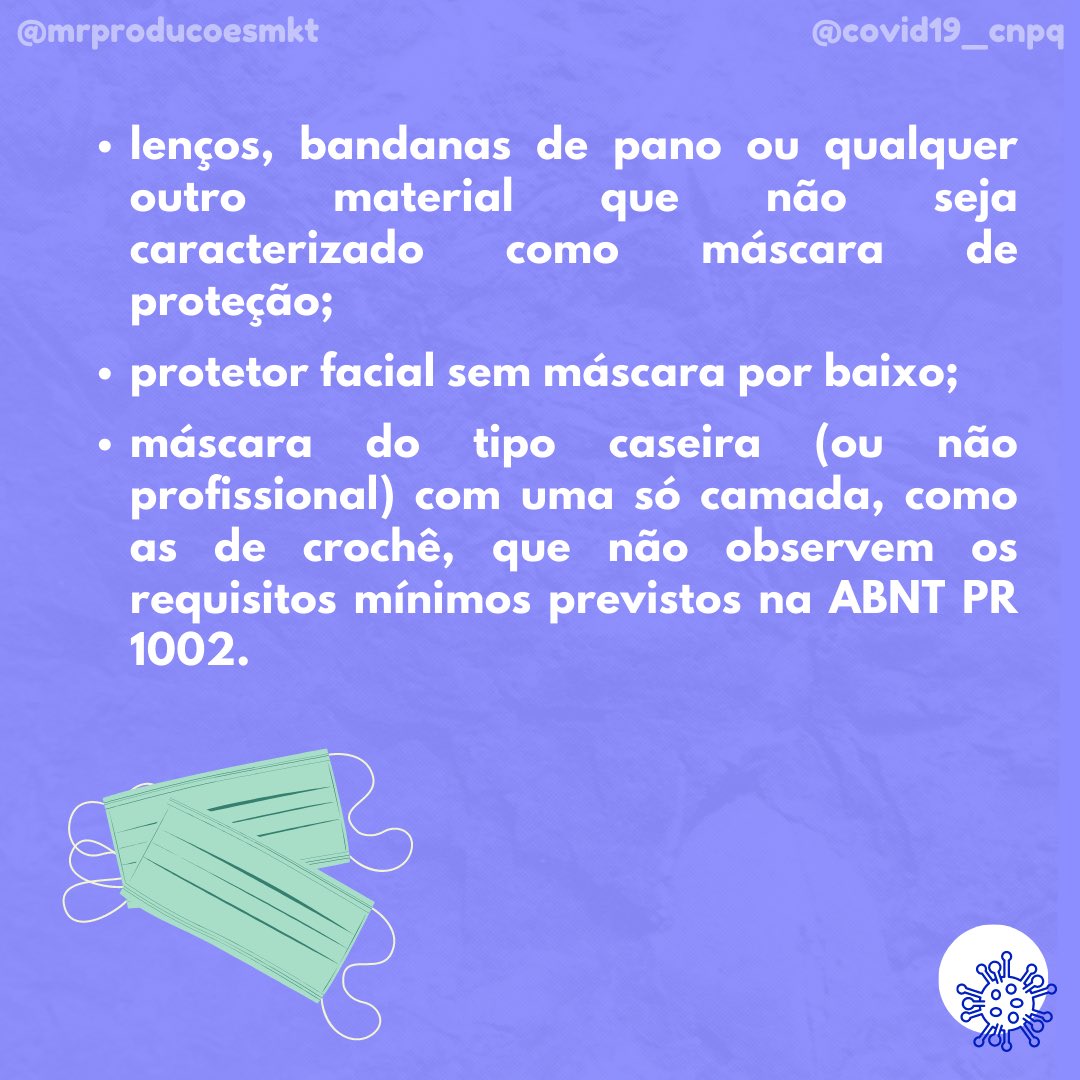 @mrproducoesmkt
@covid19_cnpq
• lenços, bandanas de pano ou qualquer
outro material que não seja
caracterizado como máscara de
proteção;
• protetor facial sem máscara por baixo;
• máscara do tipo caseira (ou não
profissional) com uma só camada, como
as de crochê, que não observem os
requisitos mínimos previstos na ABNT PR
1002.